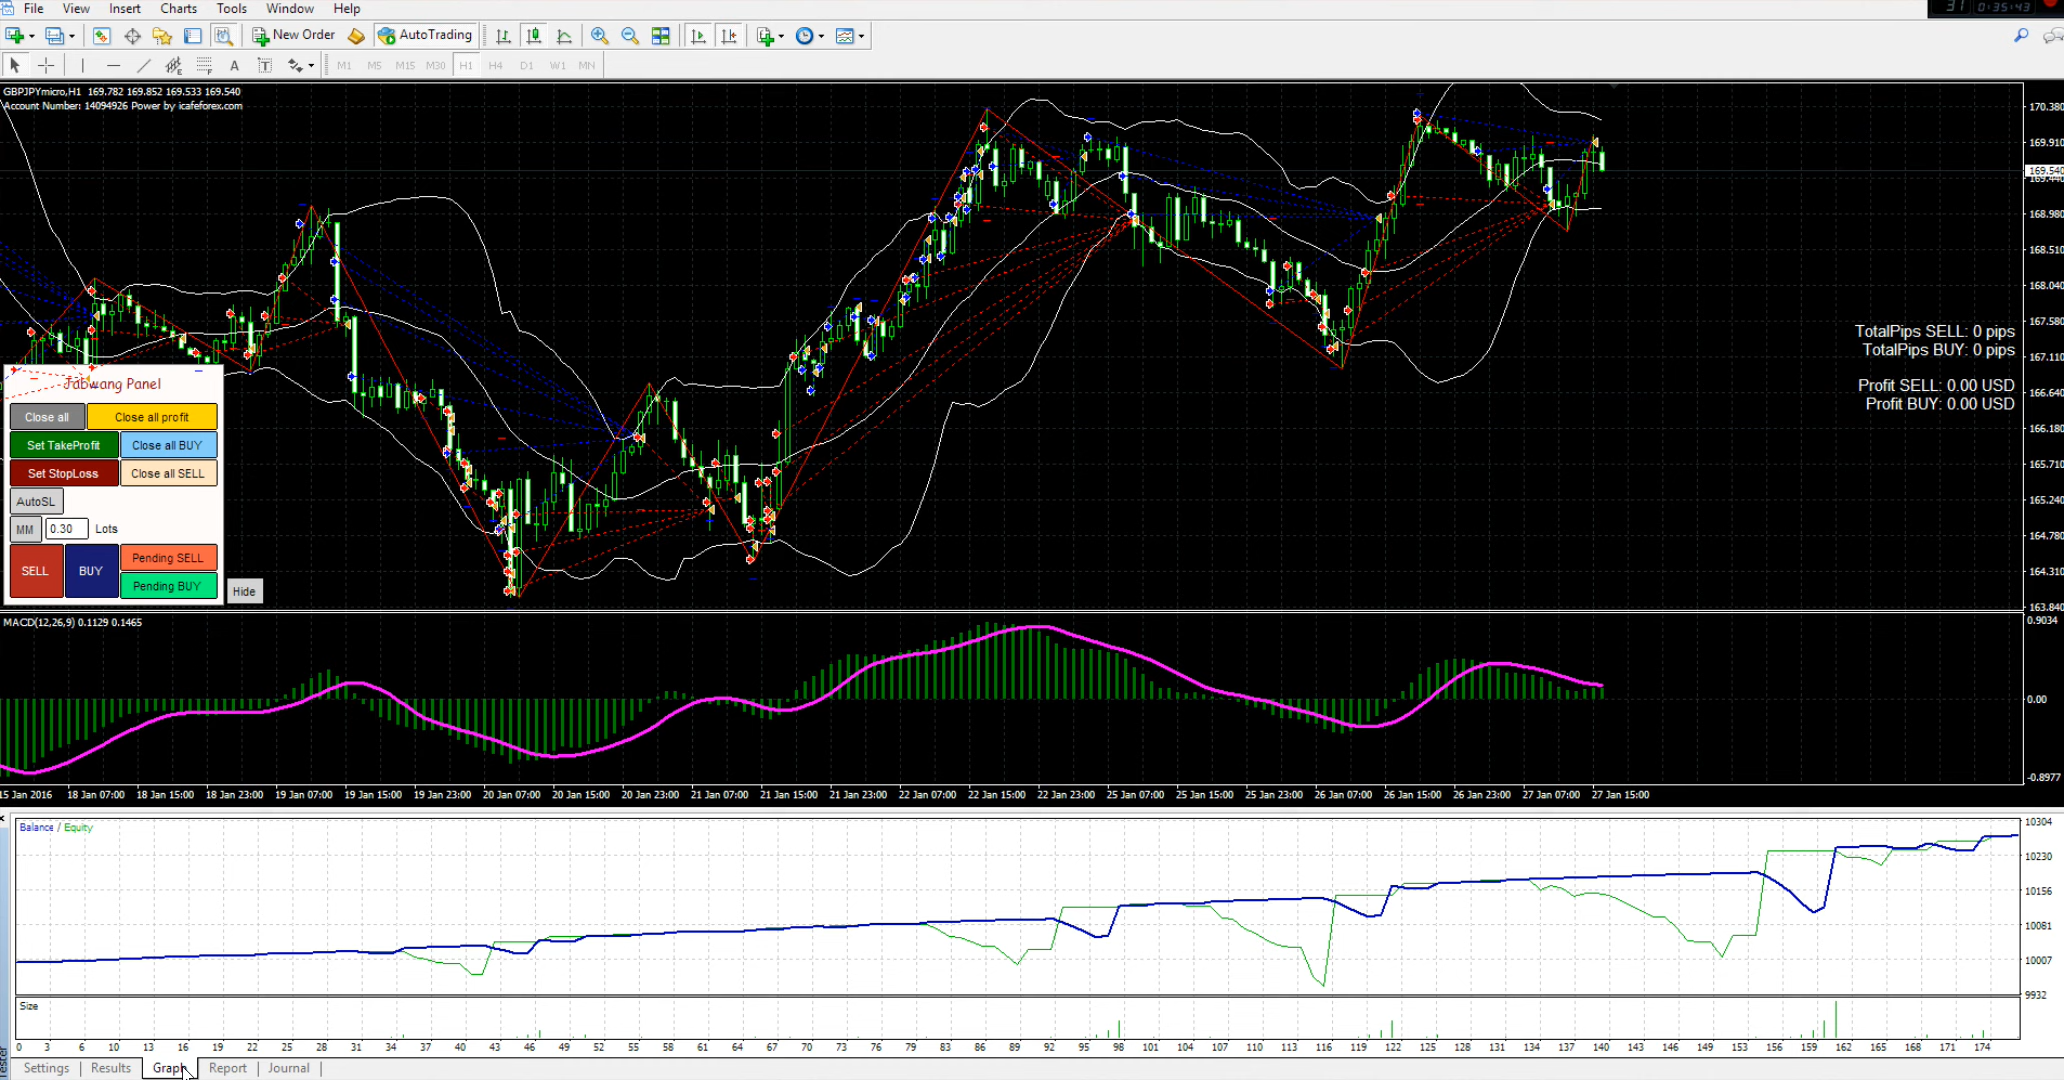 File View Insert Charts Tools Window Help
31 0:35:43
New Order AutoTrading
A T M1 M5 M15 M30 H1 H4 D1 W1 MN
GBPJPYmicro,H1 169.782 169.852 169.533 169.540
Account Number: 14094926 Power by icafeforex.com
170.380
169.910
169.540
169.440
168.980
168.510
168.040
167.580
167.110
166.640
166.180
165.710
165.240
164.780
164.310
163.840
TotalPips SELL: 0 pips
TotalPips BUY: 0 pips
Profit SELL: 0.00 USD
Profit BUY: 0.00 USD
Jabwang Panel
Close all Close all profit
Set TakeProfit Close all BUY
Set StopLoss Close all SELL
AutoSL
MM 0.30 Lots
SELL BUY Pending SELL
Pending BUY
Hide
MACD(12,26,9) 0.1129 0.1465
0.9034
0.00
-0.8977
15 Jan 2016 18 Jan 07:00 18 Jan 15:00 18 Jan 23:00 19 Jan 07:00 19 Jan 15:00 19 Jan 23:00 20 Jan 07:00 20 Jan 15:00 20 Jan 23:00 21 Jan 07:00 21 Jan 15:00 21 Jan 23:00 22 Jan 07:00 22 Jan 15:00 22 Jan 23:00 25 Jan 07:00 25 Jan 15:00 25 Jan 23:00 26 Jan 07:00 26 Jan 15:00 26 Jan 23:00 27 Jan 07:00 27 Jan 15:00
Balance / Equity
10304
10230
10156
10081
10007
9932
Size
0 3 6 10 13 16 19 22 25 28 31 34 37 40 43 46 49 52 55 58 61 64 67 70 73 76 79 83 86 89 92 95 98 101 104 107 110 113 116 119 122 125 128 131 134 137 140 143 146 149 153 156 159 162 165 168 171 174
Tester
Settings Results Graph Report Journal